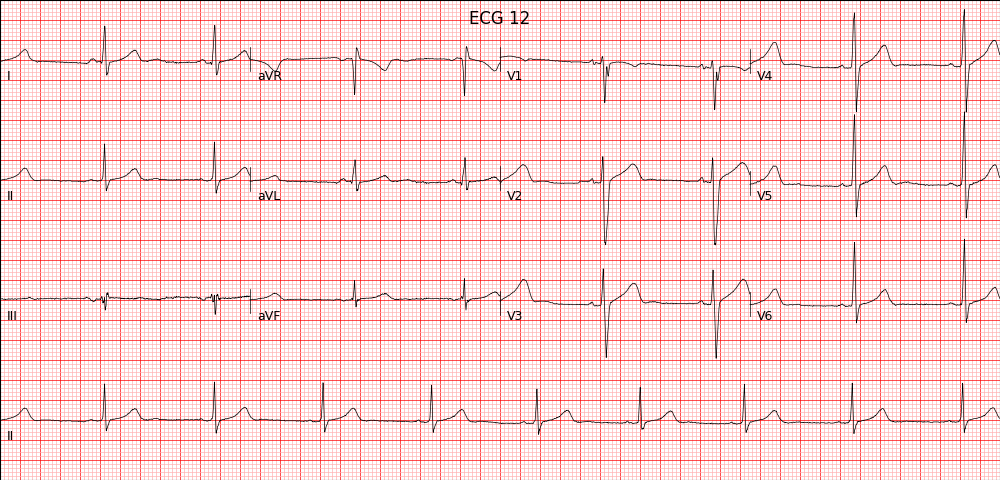 ECG 12
I aVR V1 V4
II aVL V2 V5
III aVF V3 V6
II